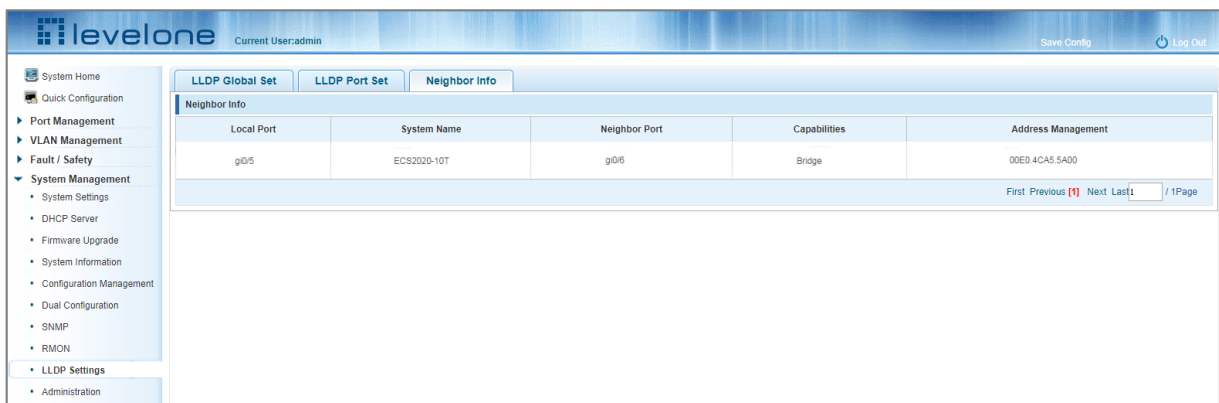 levelone
Current User:admin
Save Config
Log Out
System Home
Quick Configuration
Port Management
VLAN Management
Fault / Safety
System Management
System Settings
DHCP Server
Firmware Upgrade
System Information
Configuration Management
Dual Configuration
SNMP
RMON
LLDP Settings
Administration
LLDP Global Set LLDP Port Set Neighbor Info
Neighbor Info
Local Port System Name Neighbor Port Capabilities Address Management
gi0/5 ECS2020-10T gi0/6 Bridge 00E0.4CA5.5A00
First Previous [1] Next Last 1 / 1Page